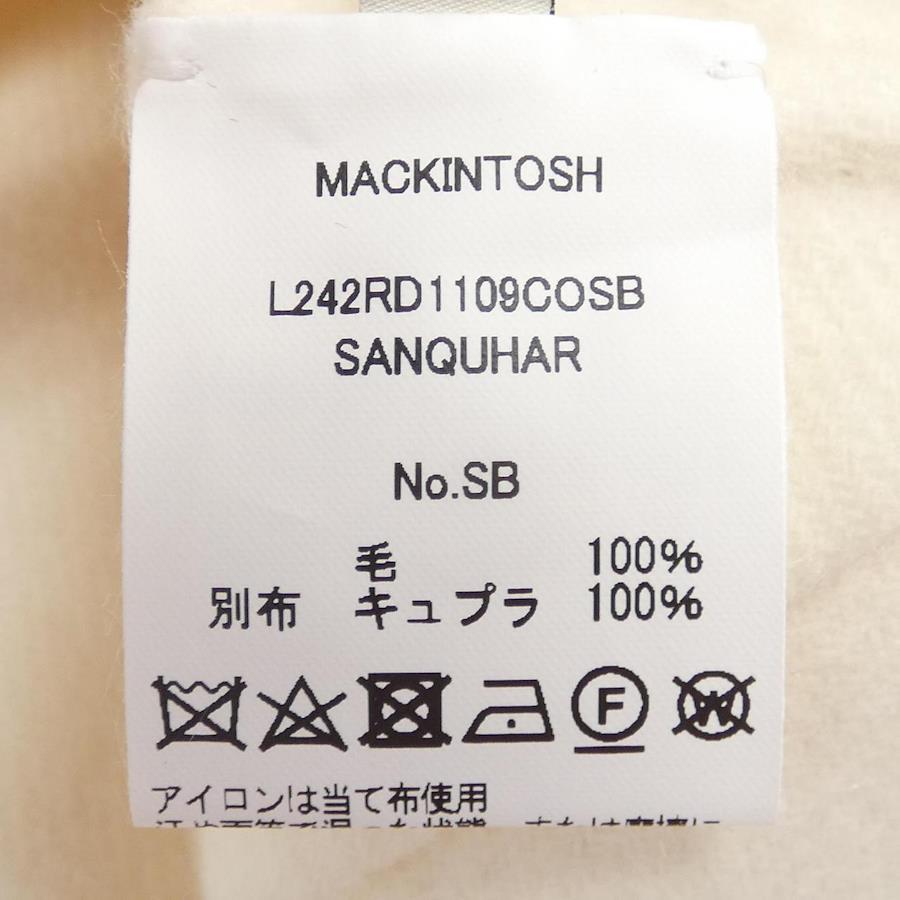 MACKINTOSH
L242RD1109COSB
SANQUHAR
No.SB
毛 100%
別布 キュプラ 100%
F W
アイロンは当て布使用